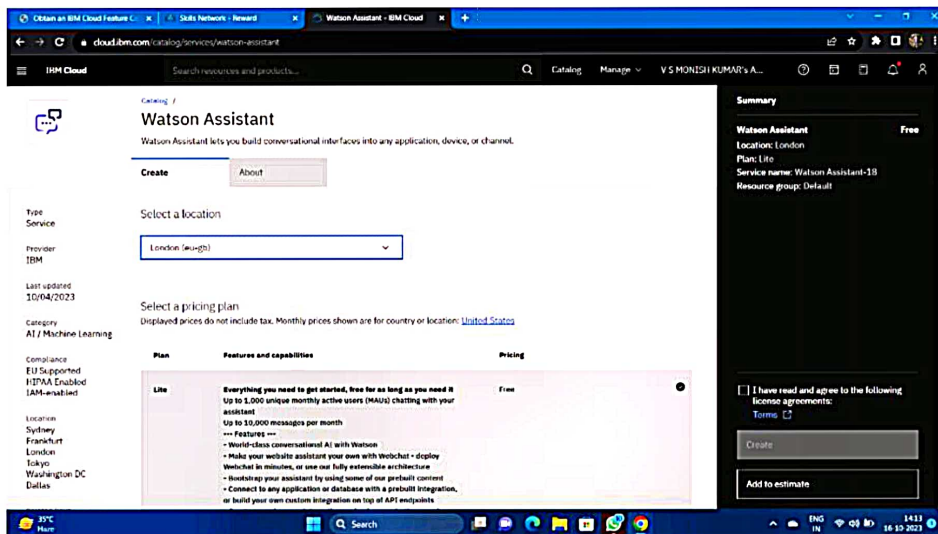 Obtain an IBM Cloud Feature C
Skills Network - Reward
Watson Assistant - IBM Cloud
cloud.ibm.com/catalog/services/watson-assistant
IBM Cloud
Search resources and products...
Catalog
Manage
V S MONISH KUMAR's A...
Catalog /
Watson Assistant
Watson Assistant lets you build conversational interfaces into any application, device, or channel.
Create
About
Type
Service
Provider
IBM
Last updated
10/04/2023
Category
AI / Machine Learning
Compliance
EU Supported
HIPAA Enabled
IAM-enabled
Location
Sydney
Frankfurt
London
Tokyo
Washington DC
Dallas
Select a location
London (eu-gb)
Select a pricing plan
Displayed prices do not include tax. Monthly prices shown are for country or location: United States
Plan
Features and capabilities
Pricing
Lite
Everything you need to get started, free for as long as you need it
Free
Up to 1,000 unique monthly active users (MAUs) chatting with your
assistant
Up to 10,000 messages per month
--- Features ---
- World-class conversational AI with Watson
- Make your website assistant your own with Webchat - deploy
Webchat in minutes, or use our fully extensible architecture
- Bootstrap your assistant by using some of our prebuilt content
- Connect to any application or database with a prebuilt integration,
or build your own custom integration on top of API endpoints
Summary
Watson Assistant Free
Location: London
Plan: Lite
Service name: Watson Assistant-18
Resource group: Default
I have read and agree to the following
license agreements:
Terms
Create
Add to estimate
35°C
Haze
Search
ENG
IN
14:13
16-10-2023